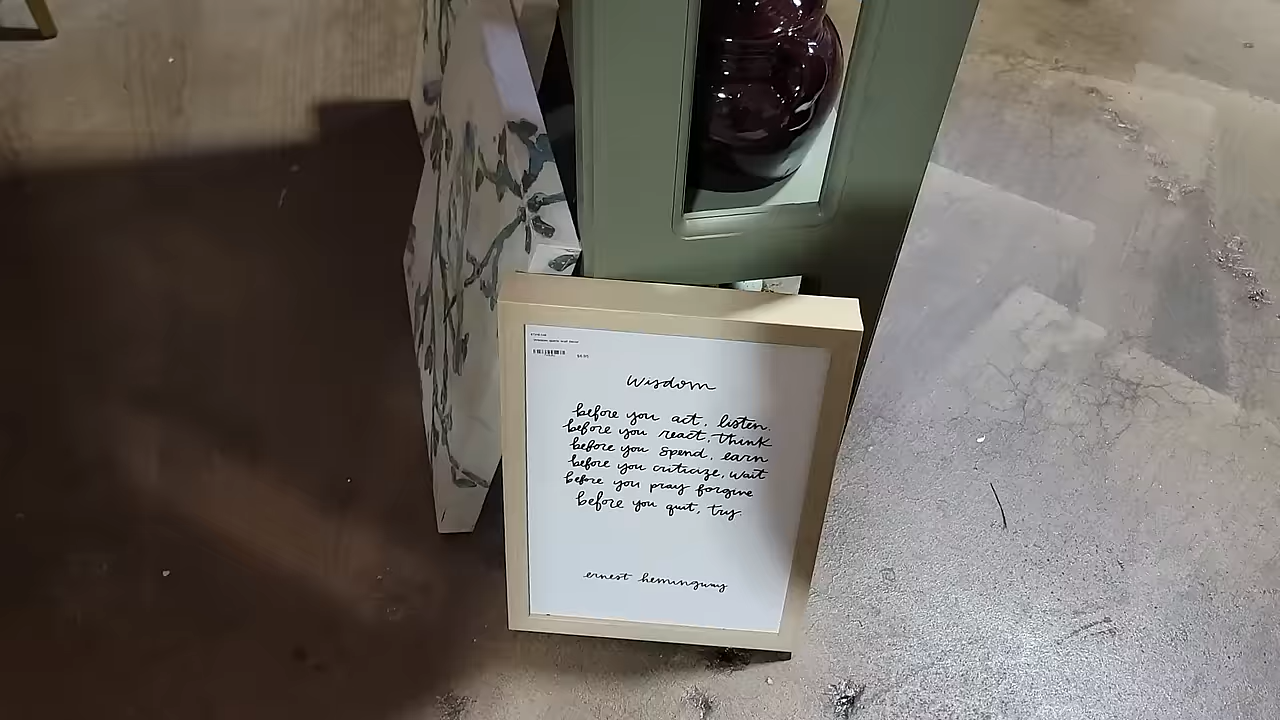 wisdom
before you act, listen.
before you react, think
before you spend, earn
before you criticize, wait
before you pray forgive
before you quit, try
ernest hemingway